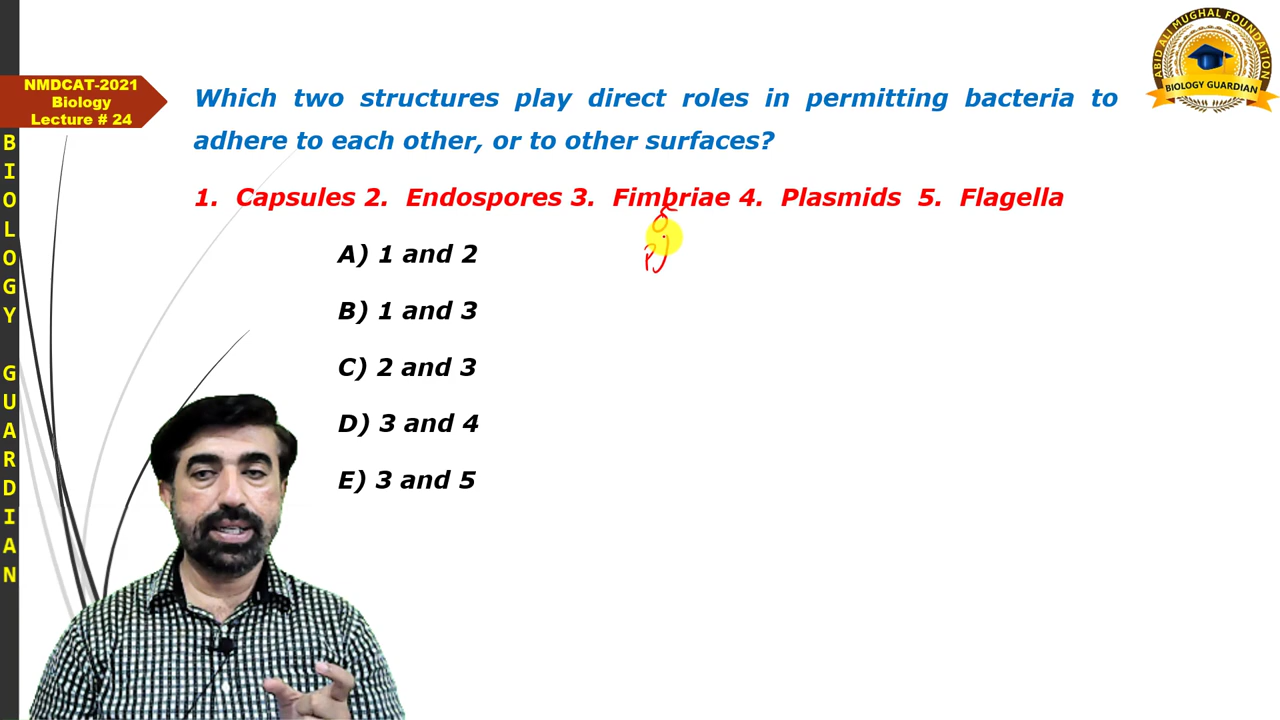 NMDCAT-2021
Biology
Lecture # 24
BIOLOGY GUARDIAN
ABID ALI MUGHAL FOUNDATION
BIOLOGY GUARDIAN
Which two structures play direct roles in permitting bacteria to
adhere to each other, or to other surfaces?
1. Capsules 2. Endospores 3. Fimbriae 4. Plasmids 5. Flagella
A) 1 and 2
B) 1 and 3
C) 2 and 3
D) 3 and 4
E) 3 and 5